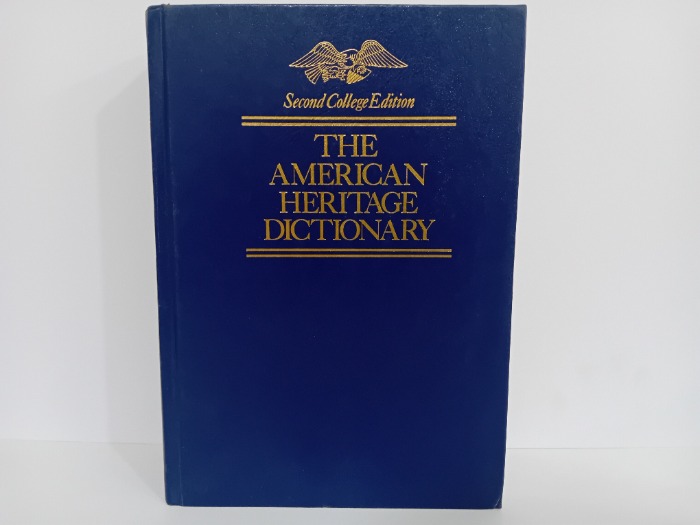 Second College Edition
THE
AMERICAN
HERITAGE
DICTIONARY